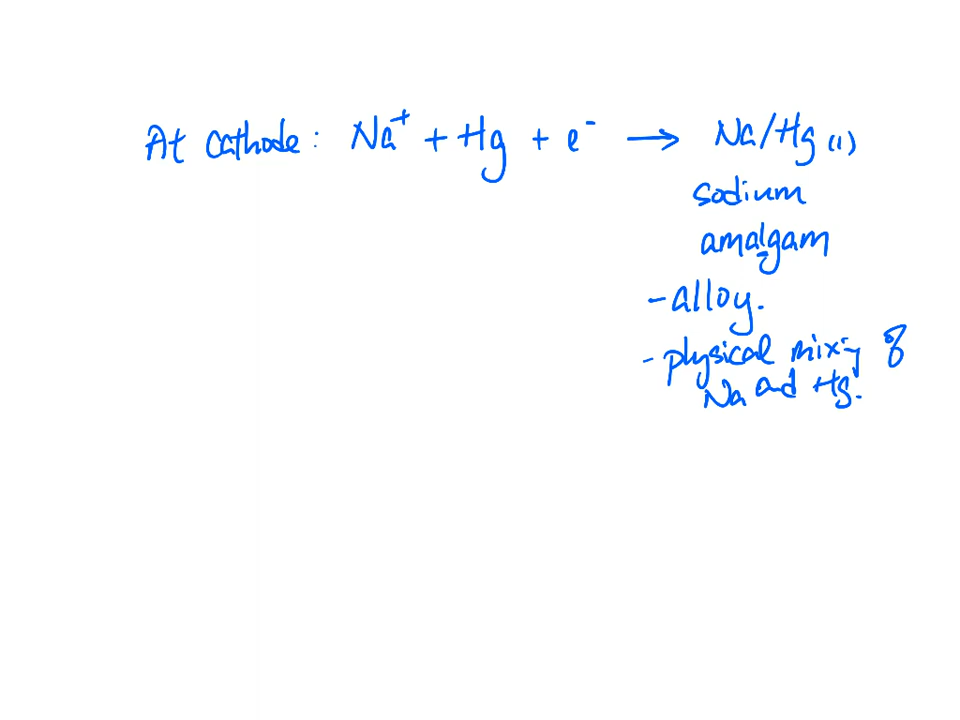 At cathode : Na⁺ + Hg + e⁻ → Na/Hg (l)
sodium
amalgam
- alloy.
- physical mixing of
Na and Hg.